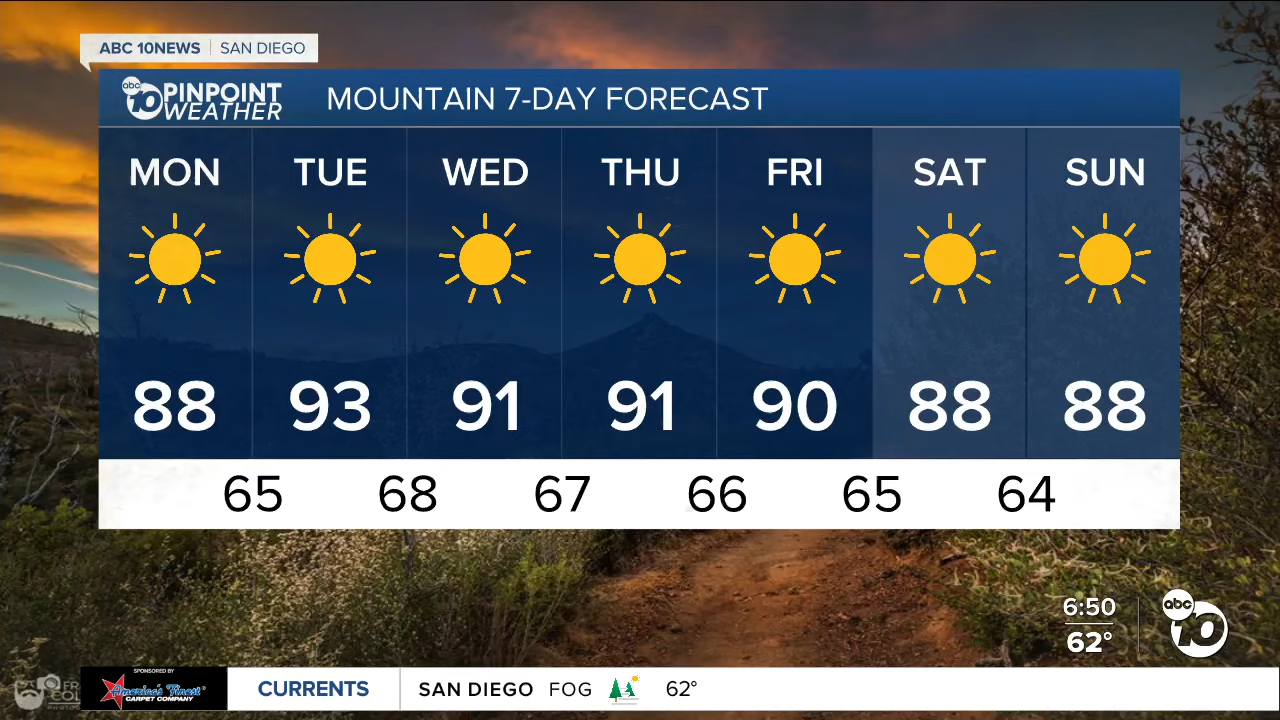 ABC 10NEWS | SAN DIEGO
abc 10 PINPOINT WEATHER
MOUNTAIN 7-DAY FORECAST
MON TUE WED THU FRI SAT SUN
88 93 91 91 90 88 88
65 68 67 66 65 64
6:50
62°
abc 10
SPONSORED BY
America's Finest
CARPET COMPANY
CURRENTS
SAN DIEGO FOG 62°